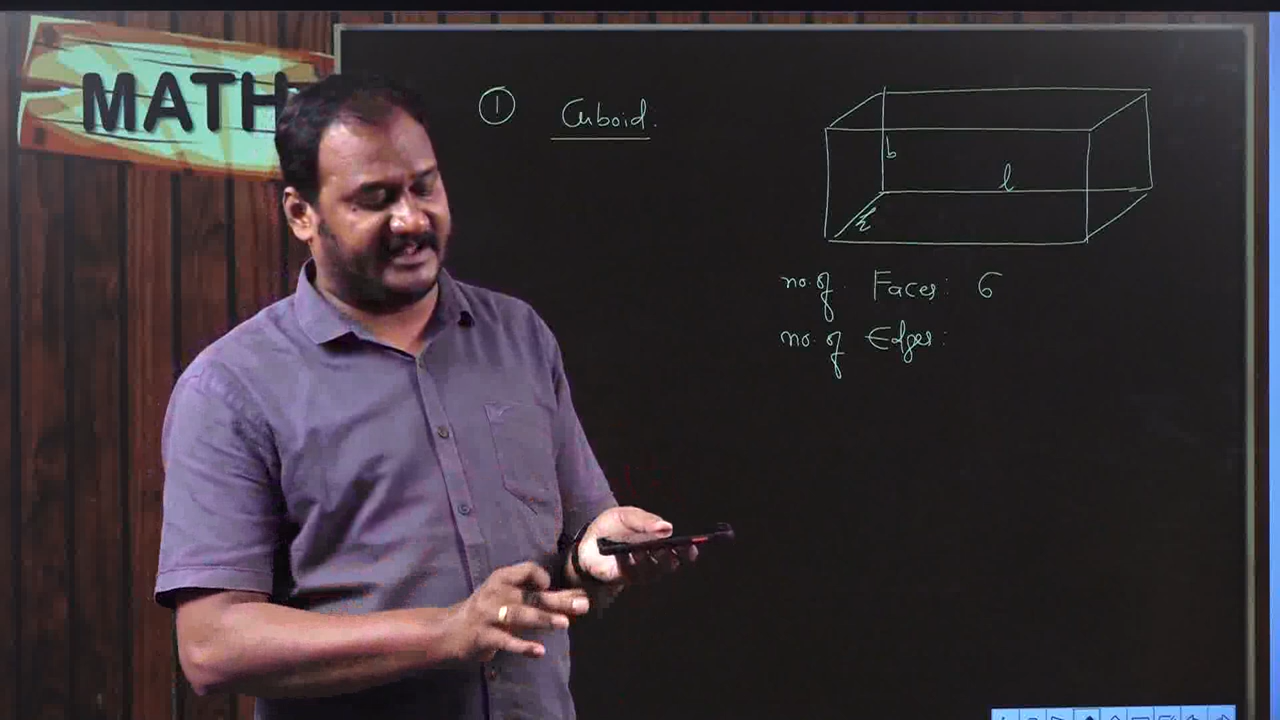 MATH
① Cuboid:
b
l
h
no. of Faces: 6
no. of Edges: